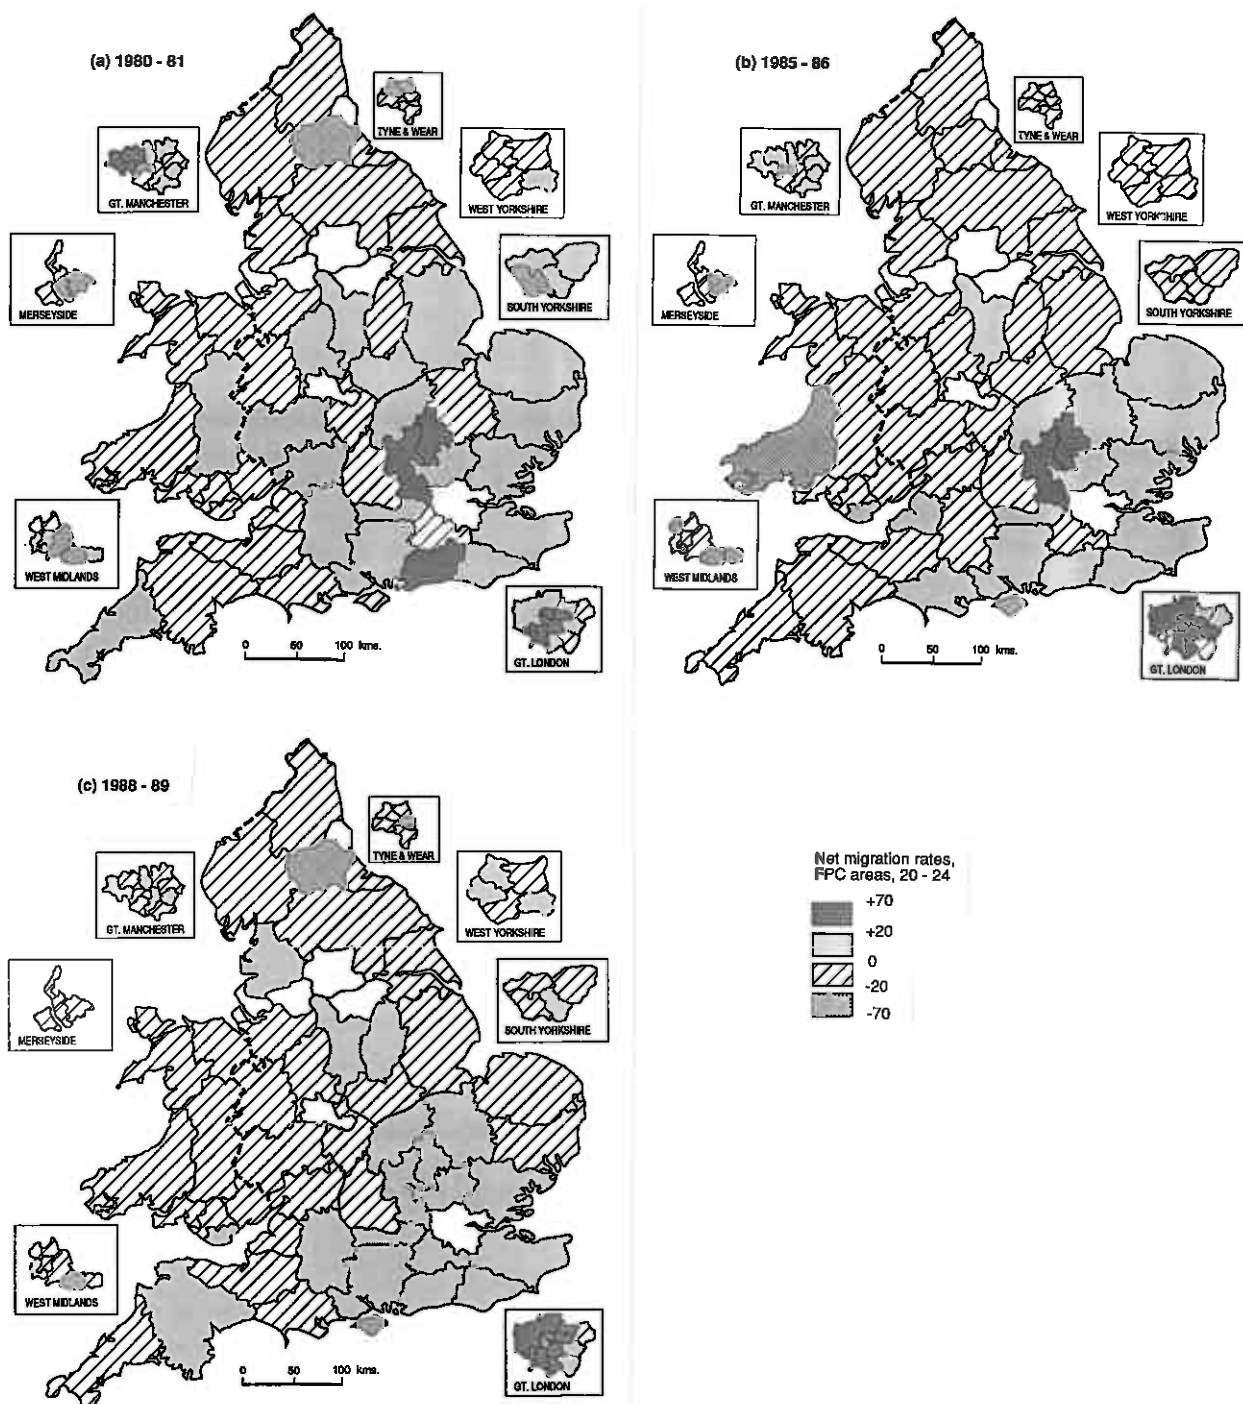 (a) 1980 - 81
TYNE & WEAR
GT. MANCHESTER
WEST YORKSHIRE
MERSEYSIDE
SOUTH YORKSHIRE
WEST MIDLANDS
GT. LONDON
0 50 100 kms.
(b) 1985 - 86
TYNE & WEAR
GT. MANCHESTER
WEST YORKSHIRE
MERSEYSIDE
SOUTH YORKSHIRE
WEST MIDLANDS
GT. LONDON
0 50 100 kms.
(c) 1988 - 89
TYNE & WEAR
GT. MANCHESTER
WEST YORKSHIRE
MERSEYSIDE
SOUTH YORKSHIRE
WEST MIDLANDS
GT. LONDON
0 50 100 kms.
Net migration rates,
FPC areas, 20 - 24
+70
+20
0
-20
-70